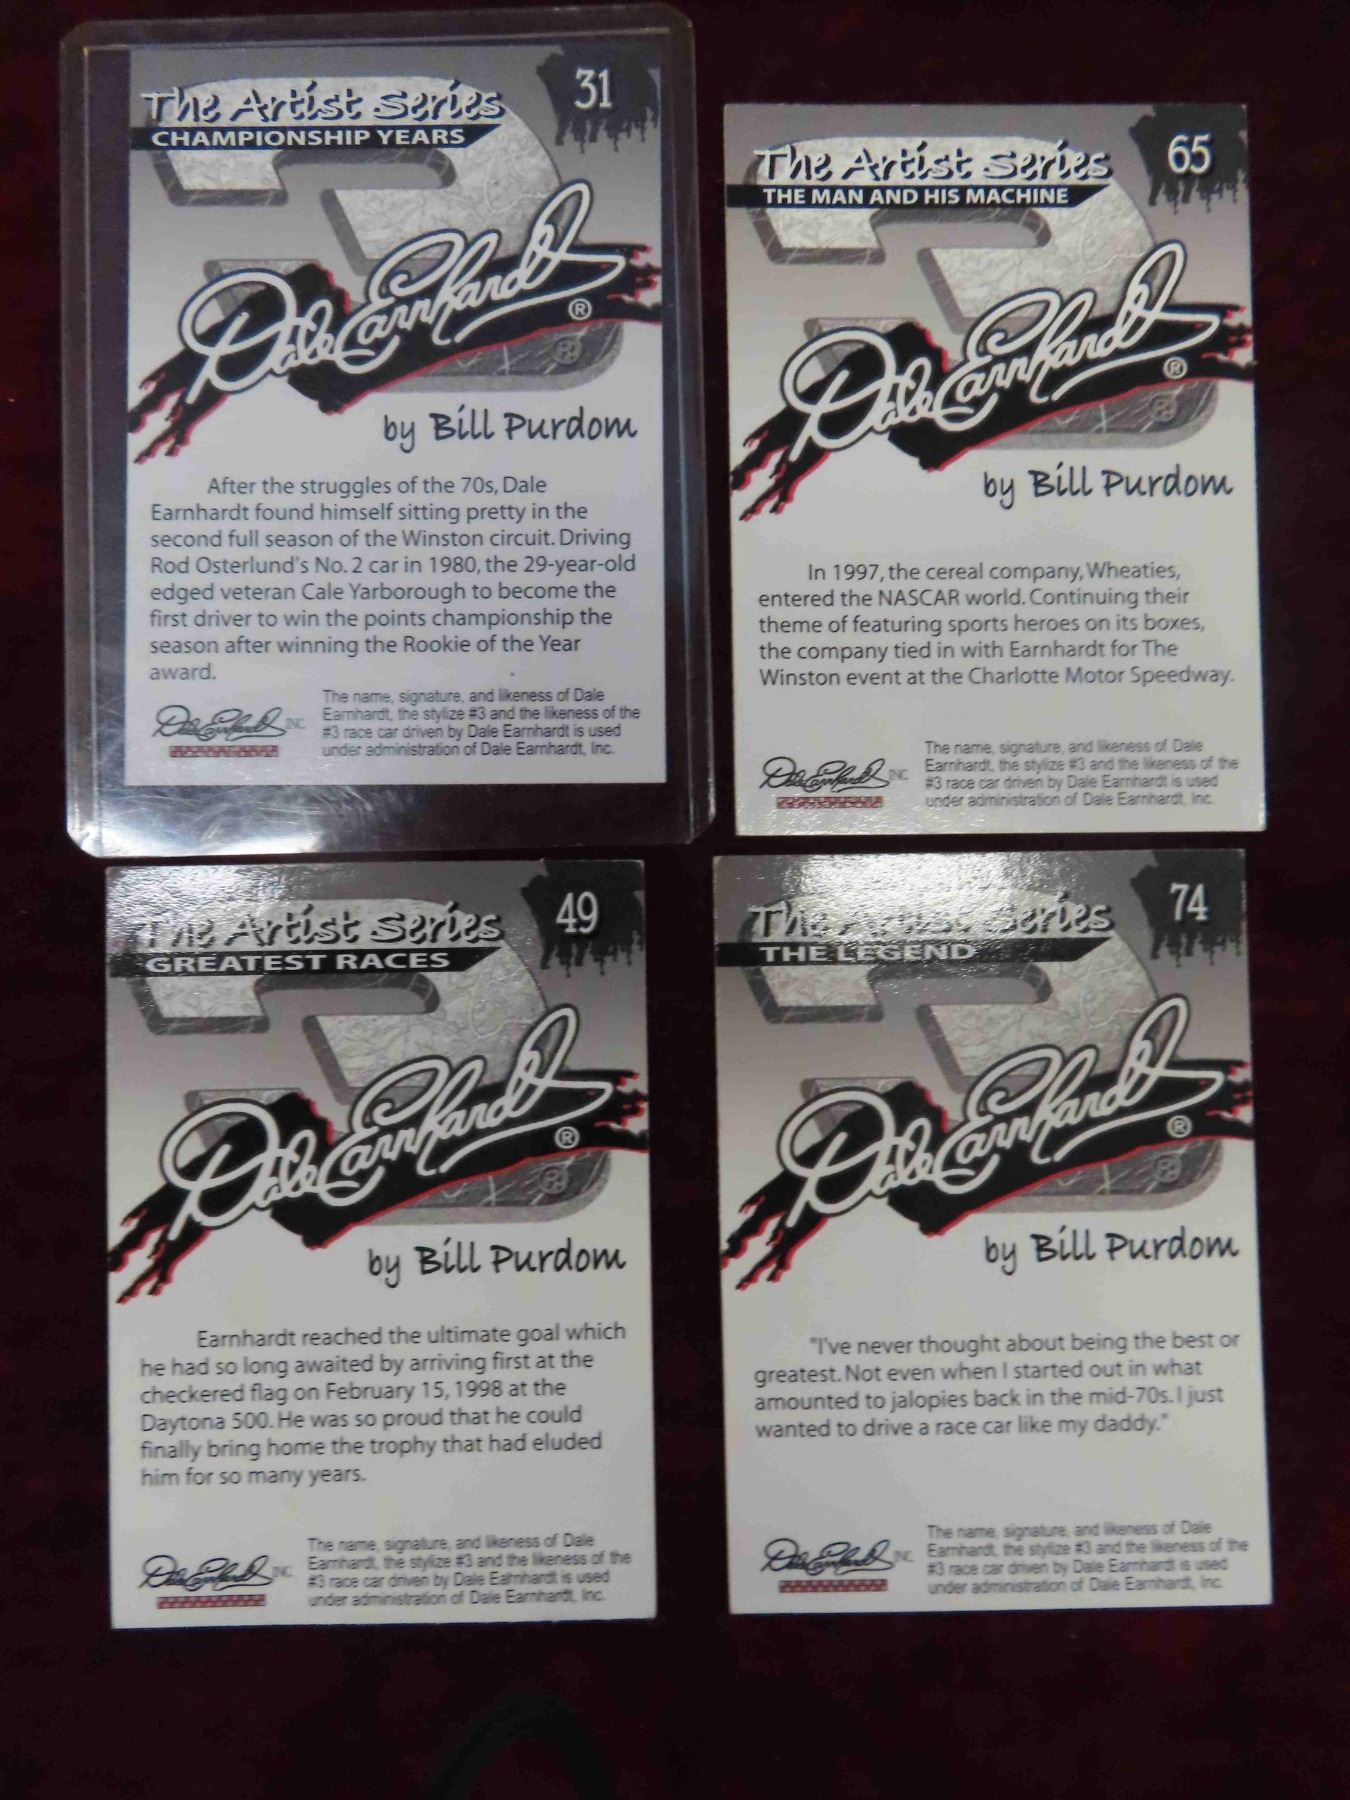 The Artist Series
31
CHAMPIONSHIP YEARS
Dale Earnhardt
®
by Bill Purdom
After the struggles of the 70s, Dale
Earnhardt found himself sitting pretty in the
second full season of the Winston circuit. Driving
Rod Osterlund's No. 2 car in 1980, the 29-year-old
edged veteran Cale Yarborough to become the
first driver to win the points championship the
season after winning the Rookie of the Year
award.
Dale Earnhardt INC
The name, signature, and likeness of Dale
Earnhardt, the stylize #3 and the likeness of the
#3 race car driven by Dale Earnhardt is used
under administration of Dale Earnhardt, Inc.
The Artist Series
65
THE MAN AND HIS MACHINE
Dale Earnhardt
®
by Bill Purdom
In 1997, the cereal company, Wheaties,
entered the NASCAR world. Continuing their
theme of featuring sports heroes on its boxes,
the company tied in with Earnhardt for The
Winston event at the Charlotte Motor Speedway.
Dale Earnhardt INC
The name, signature, and likeness of Dale
Earnhardt, the stylize #3 and the likeness of the
#3 race car driven by Dale Earnhardt is used
under administration of Dale Earnhardt, Inc.
The Artist Series
49
GREATEST RACES
Dale Earnhardt
®
by Bill Purdom
Earnhardt reached the ultimate goal which
he had so long awaited by arriving first at the
checkered flag on February 15, 1998 at the
Daytona 500. He was so proud that he could
finally bring home the trophy that had eluded
him for so many years.
Dale Earnhardt INC
The name, signature, and likeness of Dale
Earnhardt, the stylize #3 and the likeness of the
#3 race car driven by Dale Earnhardt is used
under administration of Dale Earnhardt, Inc.
The Artist Series
74
THE LEGEND
Dale Earnhardt
®
by Bill Purdom
"I've never thought about being the best or
greatest. Not even when I started out in what
amounted to jalopies back in the mid-70s. I just
wanted to drive a race car like my daddy."
Dale Earnhardt INC
The name, signature, and likeness of Dale
Earnhardt, the stylize #3 and the likeness of the
#3 race car driven by Dale Earnhardt is used
under administration of Dale Earnhardt, Inc.